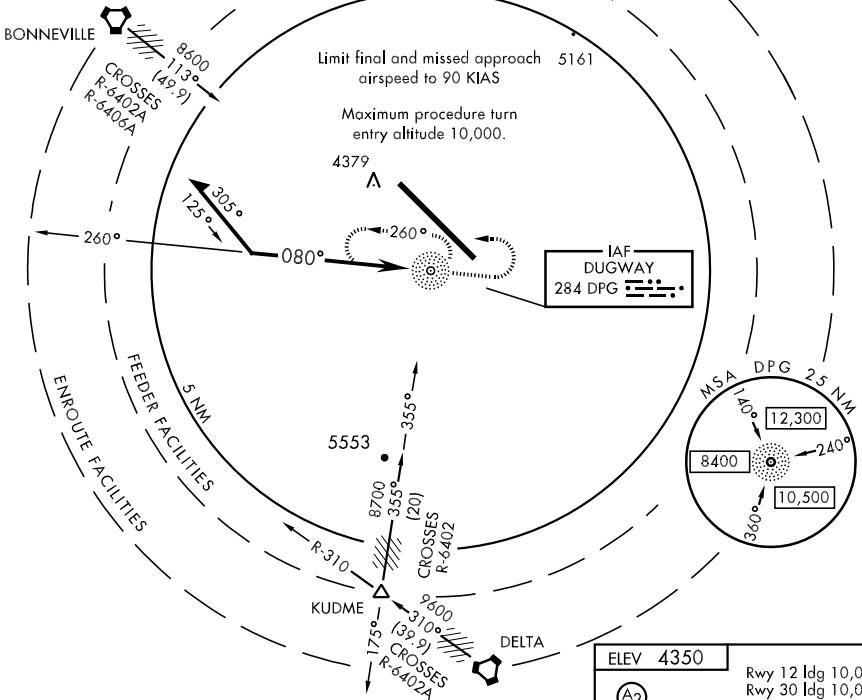 BONNEVILLE
8600
113°
(49.9)
CROSSES
R-6402A
R-6406A
Limit final and missed approach
airspeed to 90 KIAS
5161
Maximum procedure turn
entry altitude 10,000.
4379
305°
125°
260°
260°
080°
IAF
DUGWAY
284 DPG
5 NM
FEEDER FACILITIES
ENROUTE FACILITIES
355°
5553
8700
355°
(20)
CROSSES
R-6402
R-310
KUDME
175°
9600
310°
(39.9)
CROSSES
R-6402A
DELTA
MSA DPG 25 NM
140°
12,300
240°
8400
10,500
360°
ELEV 4350
Rwy 12 ldg 10,0
Rwy 30 ldg 10,0